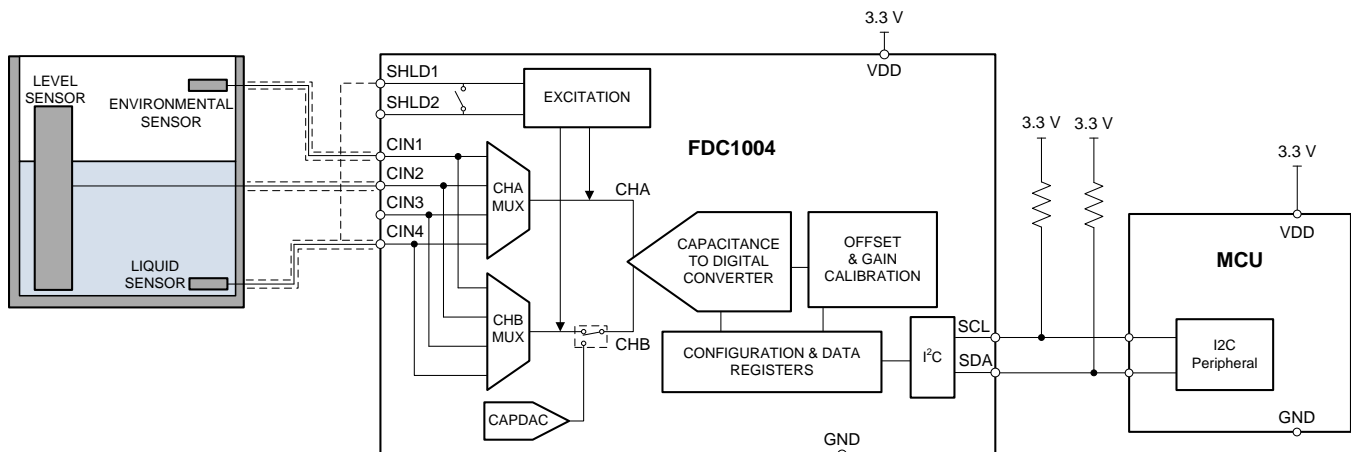 3.3 V
VDD
LEVEL
SENSOR
ENVIRONMENTAL
SENSOR
LIQUID
SENSOR
SHLD1
SHLD2
CIN1
CIN2
CIN3
CIN4
EXCITATION
FDC1004
CHA
MUX
CHA
CHB
MUX
CHB
CAPDAC
CAPACITANCE
TO DIGITAL
CONVERTER
OFFSET
& GAIN
CALIBRATION
CONFIGURATION & DATA
REGISTERS
I²C
SCL
SDA
GND
3.3 V
3.3 V
3.3 V
VDD
MCU
I2C
Peripheral
GND